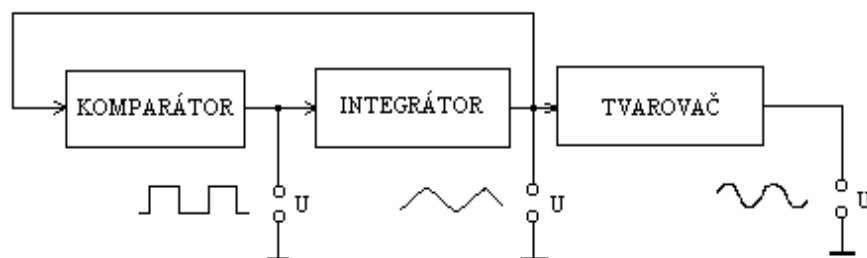 KOMPARÁTOR
INTEGRÁTOR
TVAROVAČ
U
U
U